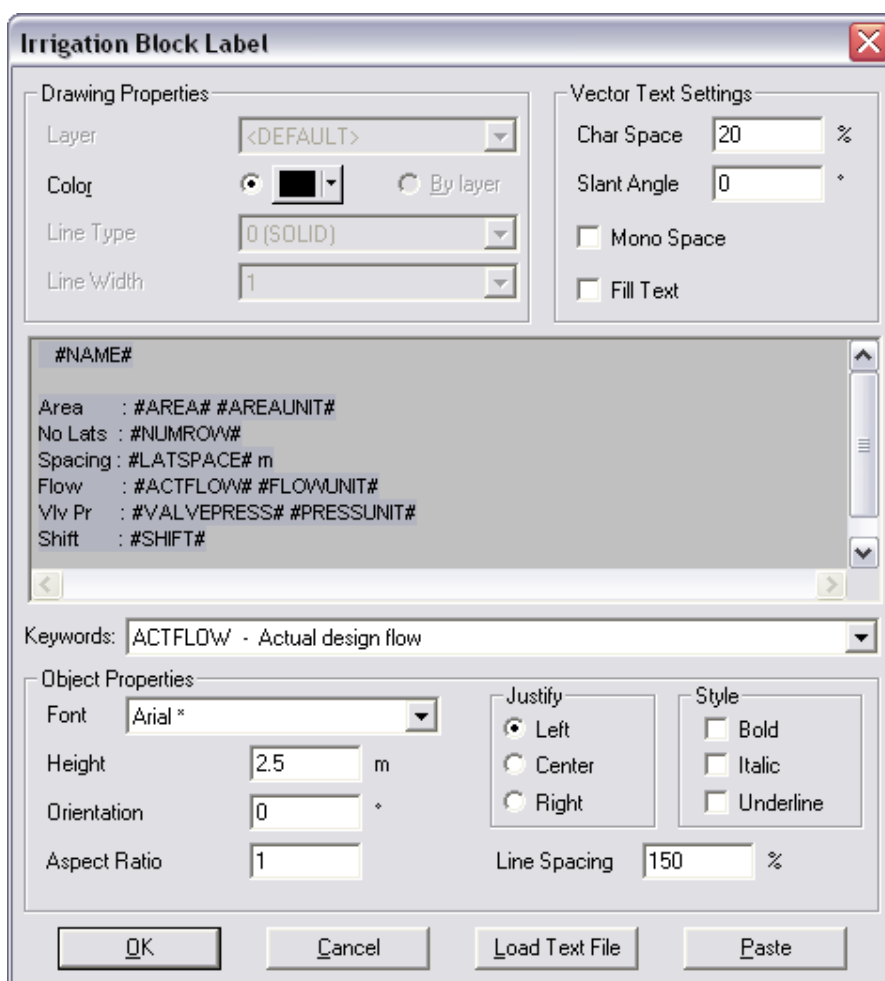 Irrigation Block Label
Drawing Properties
Layer <DEFAULT>
Color By layer
Line Type 0 (SOLID)
Line Width 1
Vector Text Settings
Char Space 20 %
Slant Angle 0 °
Mono Space
Fill Text
#NAME#
Area : #AREA# #AREAUNIT#
No Lats : #NUMROW#
Spacing : #LATSPACE# m
Flow : #ACTFLOW# #FLOWUNIT#
Vlv Pr : #VALVEPRESS# #PRESSUNIT#
Shift : #SHIFT#
Keywords: ACTFLOW - Actual design flow
Object Properties
Font Arial *
Height 2.5 m
Orientation 0 °
Aspect Ratio 1
Justify
Left
Center
Right
Style
Bold
Italic
Underline
Line Spacing 150 %
OK Cancel Load Text File Paste